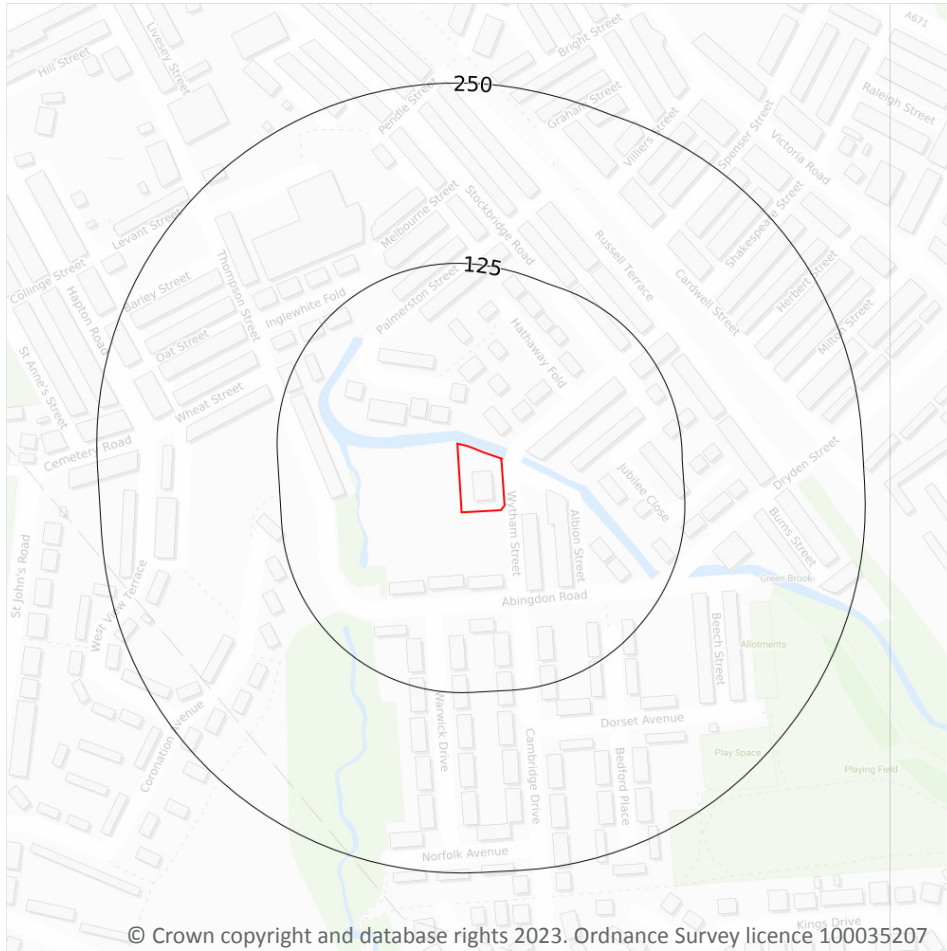 A671
Hill Street
Livesey Street
Bright Street
250
Pendle Street
Graham Street
Raleigh Street
Villiers Street
Spenser Street
Victoria Road
Melbourne Street
Stockbridge Road
Shakespeare Street
Levant Street
Thompson Street
Russell Terrace
Collinge Street
Hapton Road
Barley Street
125
Cardwell Street
Herbert Street
Inglewhite Fold
Palmerston Street
Milton Street
Oat Street
Hathaway Fold
St Anne's Street
Wheat Street
Cemetery Road
Dryden Street
Jubilee Close
Wytham Street
Albion Street
Burns Street
St John's Road
Green Brook
West View Terrace
Abingdon Road
Beech Street
Allotments
Coronation Avenue
Warwick Drive
Cambridge Drive
Dorset Avenue
Bedford Place
Play Space
Playing Field
Norfolk Avenue
Kings Drive
© Crown copyright and database rights 2023. Ordnance Survey licence 100035207